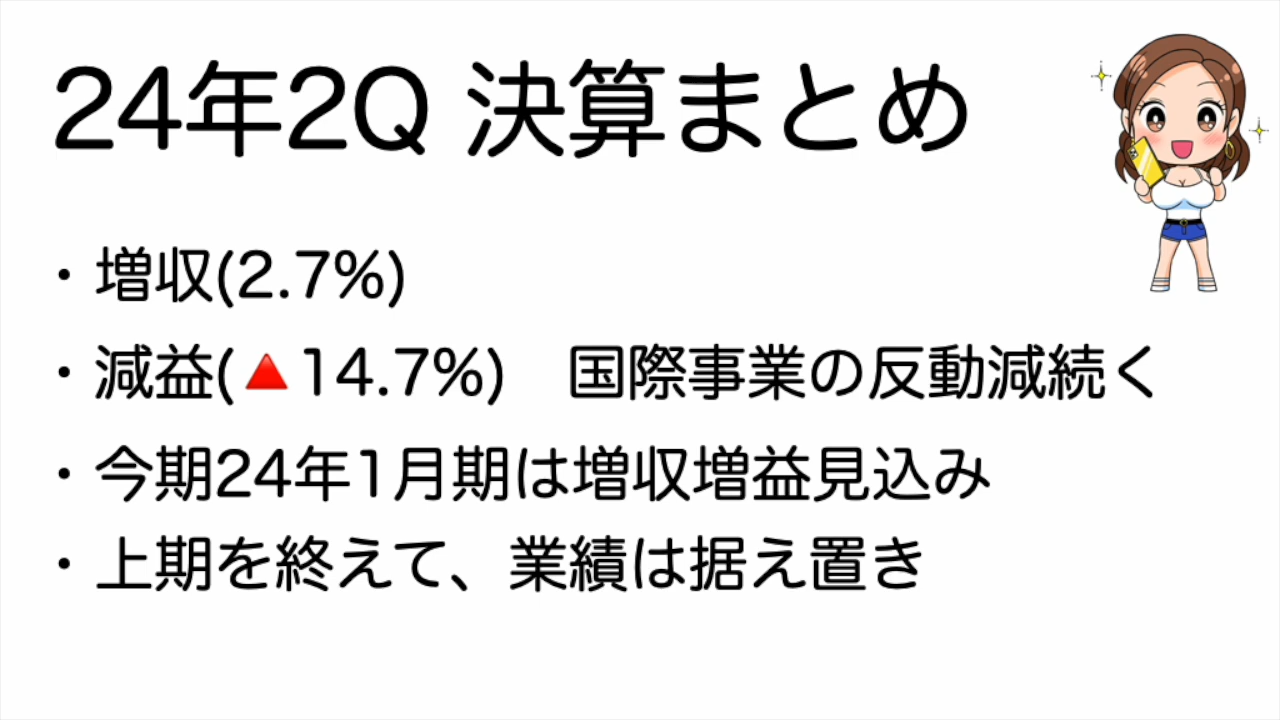 24年2Q 決算まとめ
・増収(2.7%)
・減益(🔺14.7%)　国際事業の反動減続く
・今期24年1月期は増収増益見込み
・上期を終えて、業績は据え置き